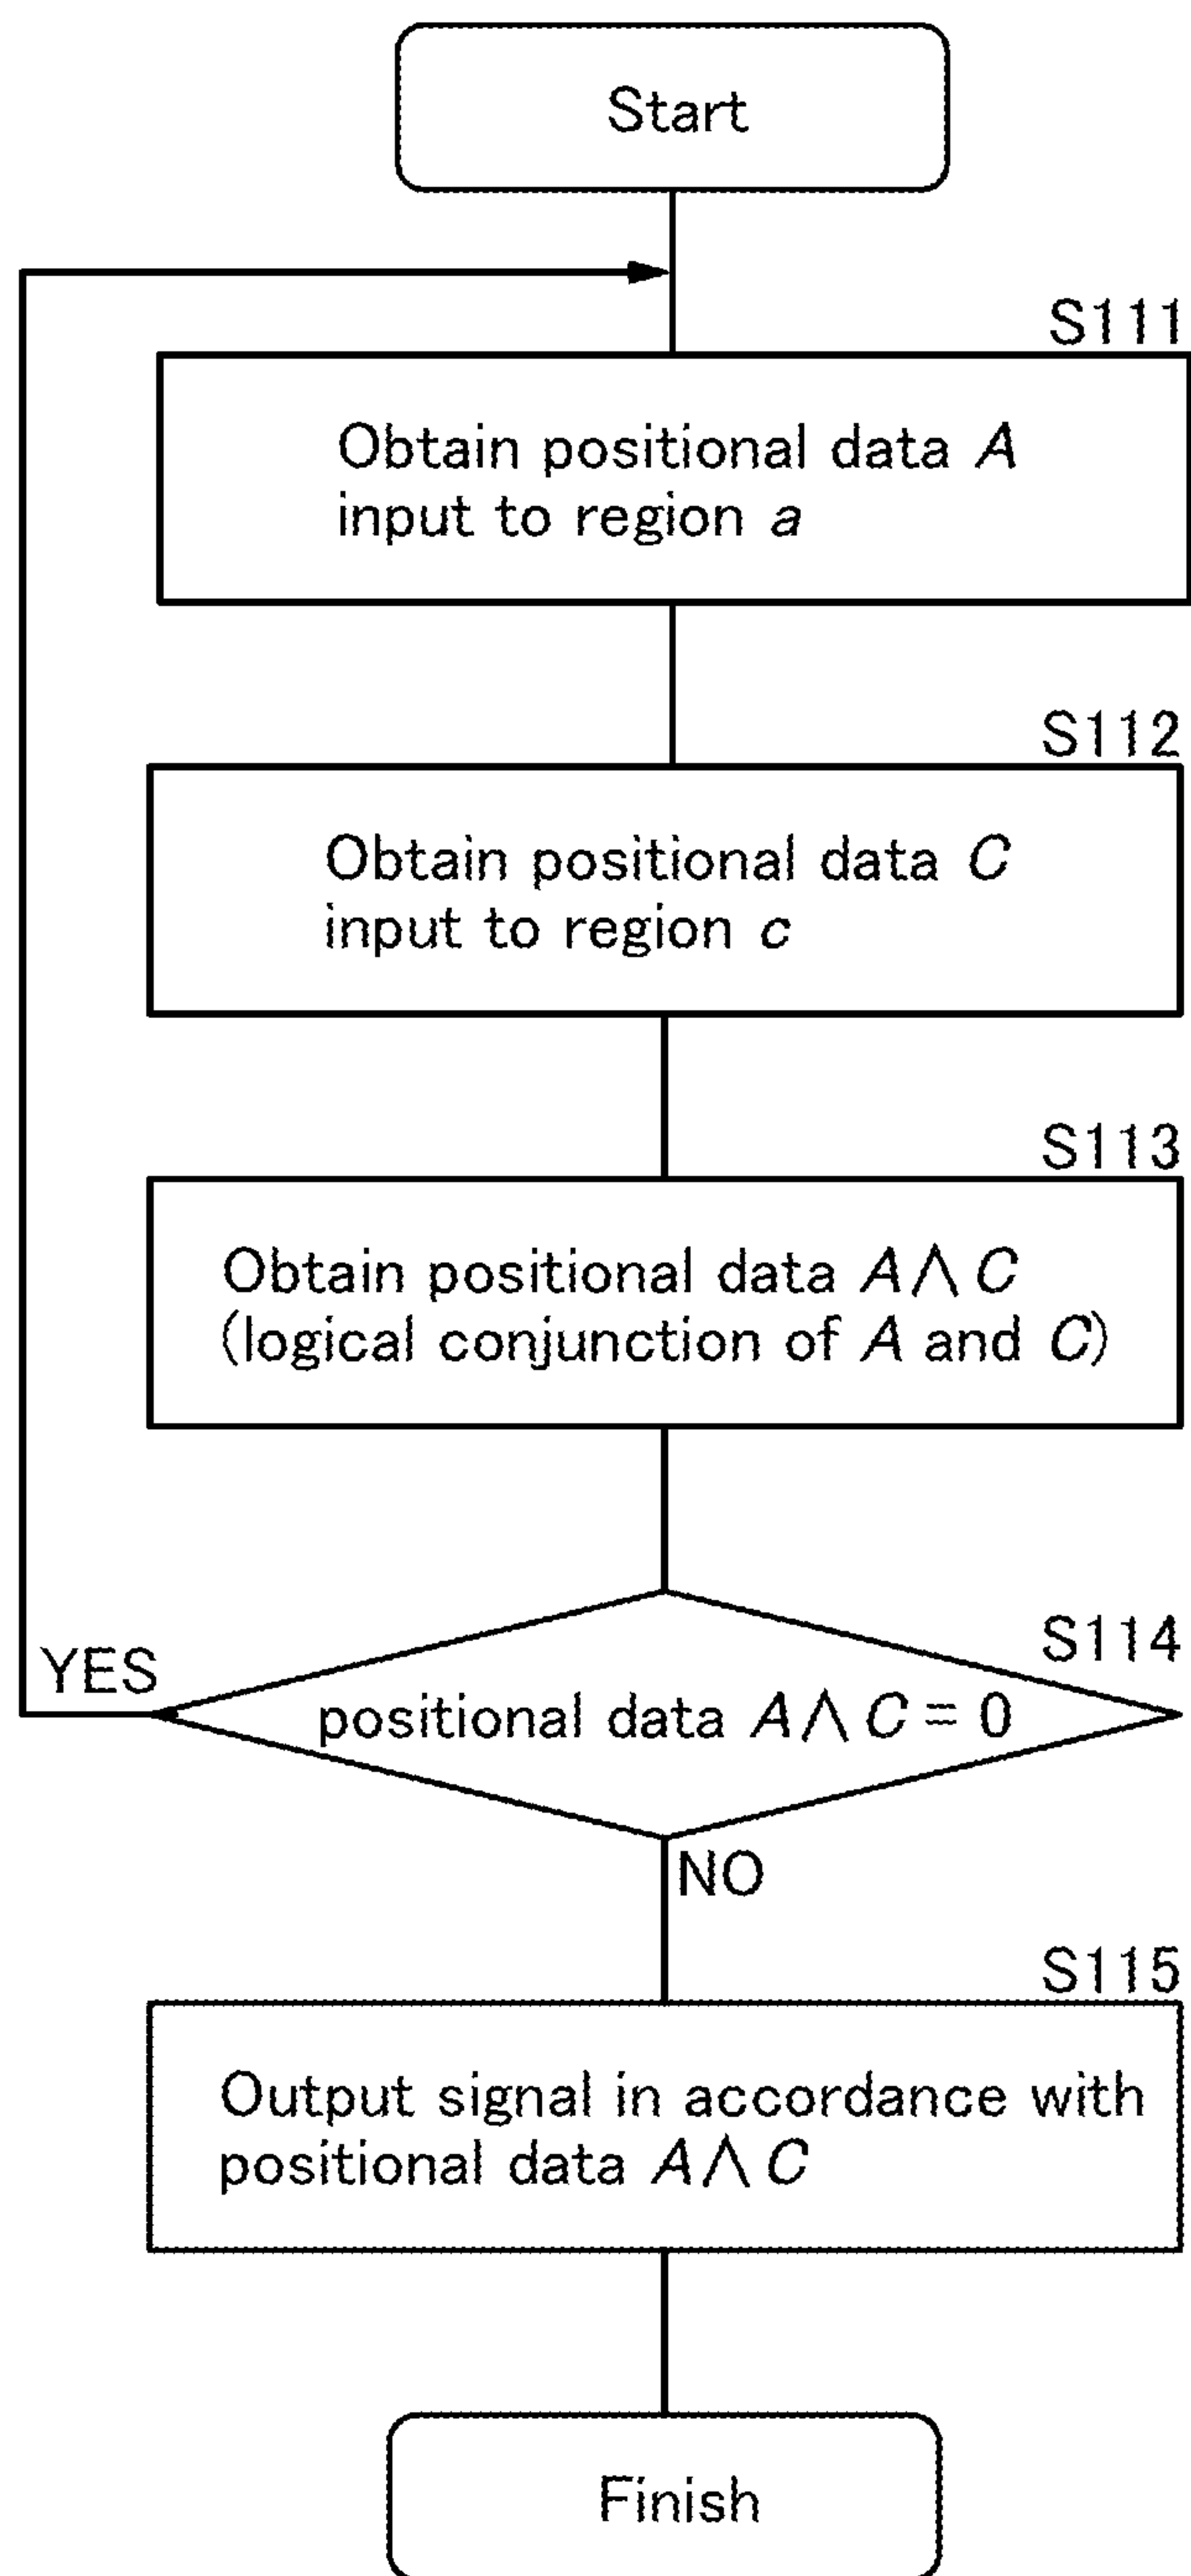 Start
S111
Obtain positional data A
input to region a
S112
Obtain positional data C
input to region c
S113
Obtain positional data A∧C
(logical conjunction of A and C)
S114
YES
positional data A∧C = 0
NO
S115
Output signal in accordance with
positional data A∧C
Finish